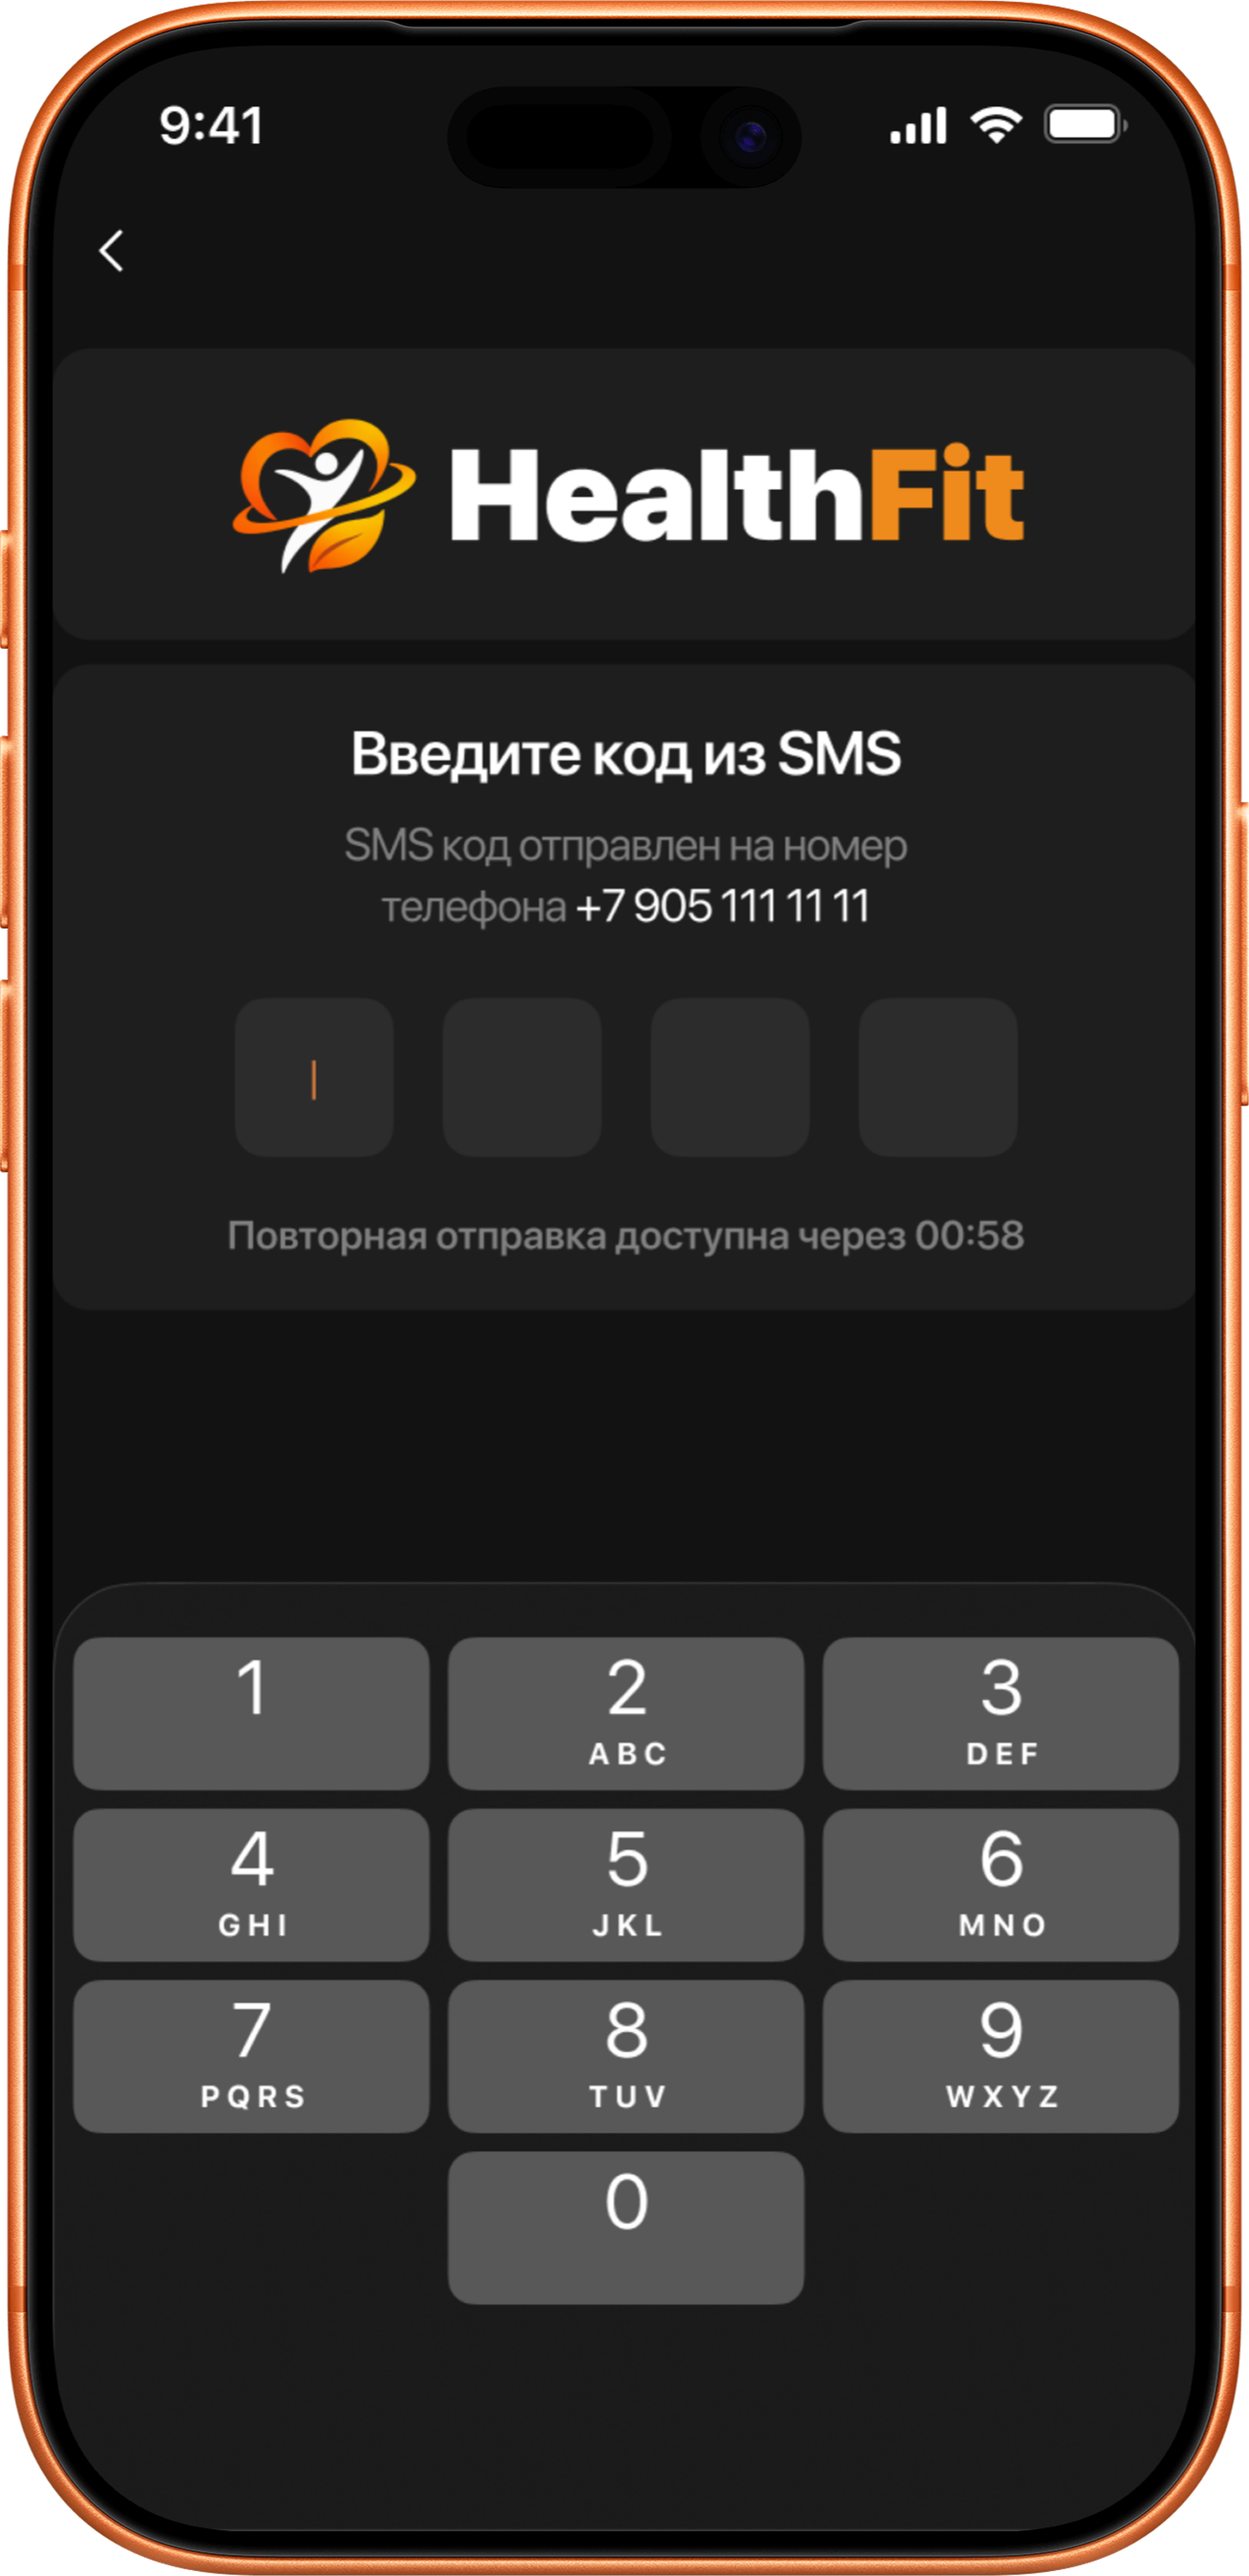 9:41
HealthFit
Введите код из SMS
SMS код отправлен на номер
телефона +7 905 111 11 11
Повторная отправка доступна через 00:58
1
2
3
ABC
DEF
4
5
6
GHI
JKL
MNO
7
8
9
PQRS
TUV
WXYZ
0